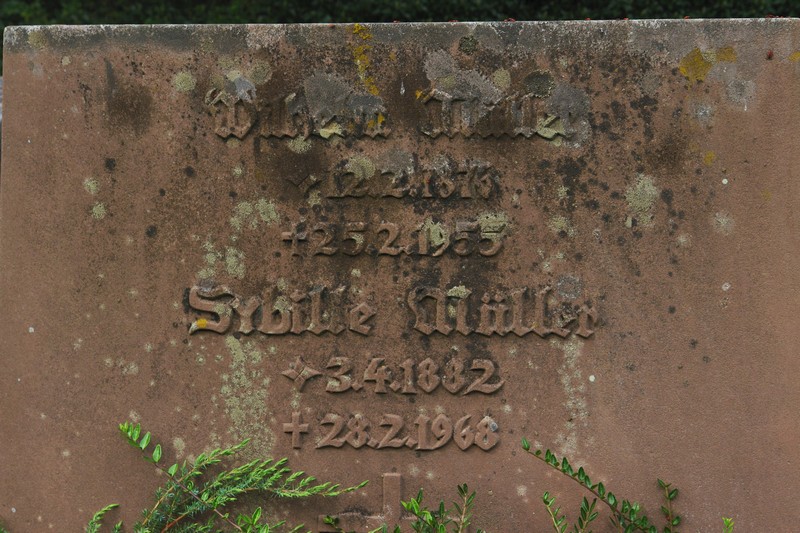 Wilhelm Müller
✧ 12.2.1876
† 25.2.1955
Sybille Müller
✧ 3.4.1882
† 28.2.1968